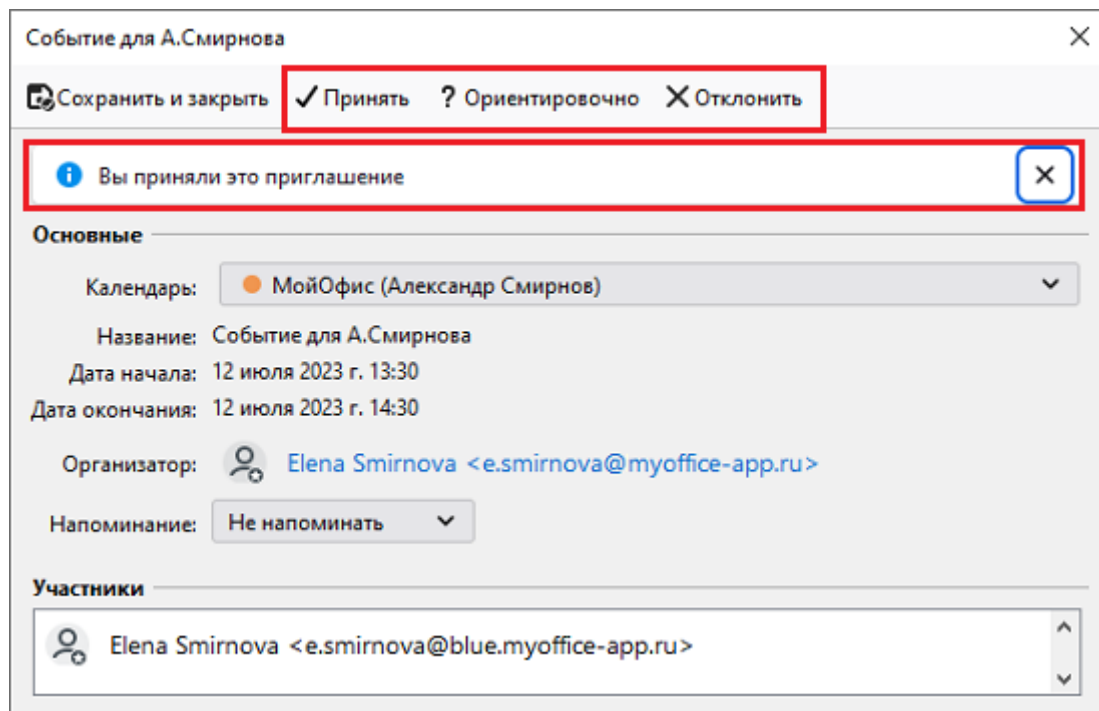 Событие для А.Смирнова
Сохранить и закрыть Принять ? Ориентировочно Отклонить
Вы приняли это приглашение
Основные
Календарь: МойОфис (Александр Смирнов)
Название: Событие для А.Смирнова
Дата начала: 12 июля 2023 г. 13:30
Дата окончания: 12 июля 2023 г. 14:30
Организатор: Elena Smirnova <e.smirnova@myoffice-app.ru>
Напоминание: Не напоминать
Участники
Elena Smirnova <e.smirnova@blue.myoffice-app.ru>